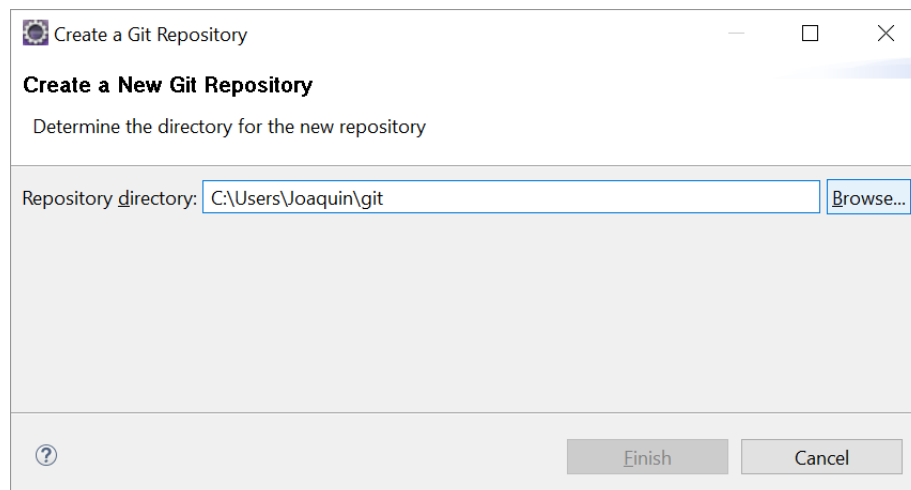 Create a Git Repository
Create a New Git Repository
Determine the directory for the new repository
Repository directory: C:\Users\Joaquin\git Browse...
? Finish Cancel